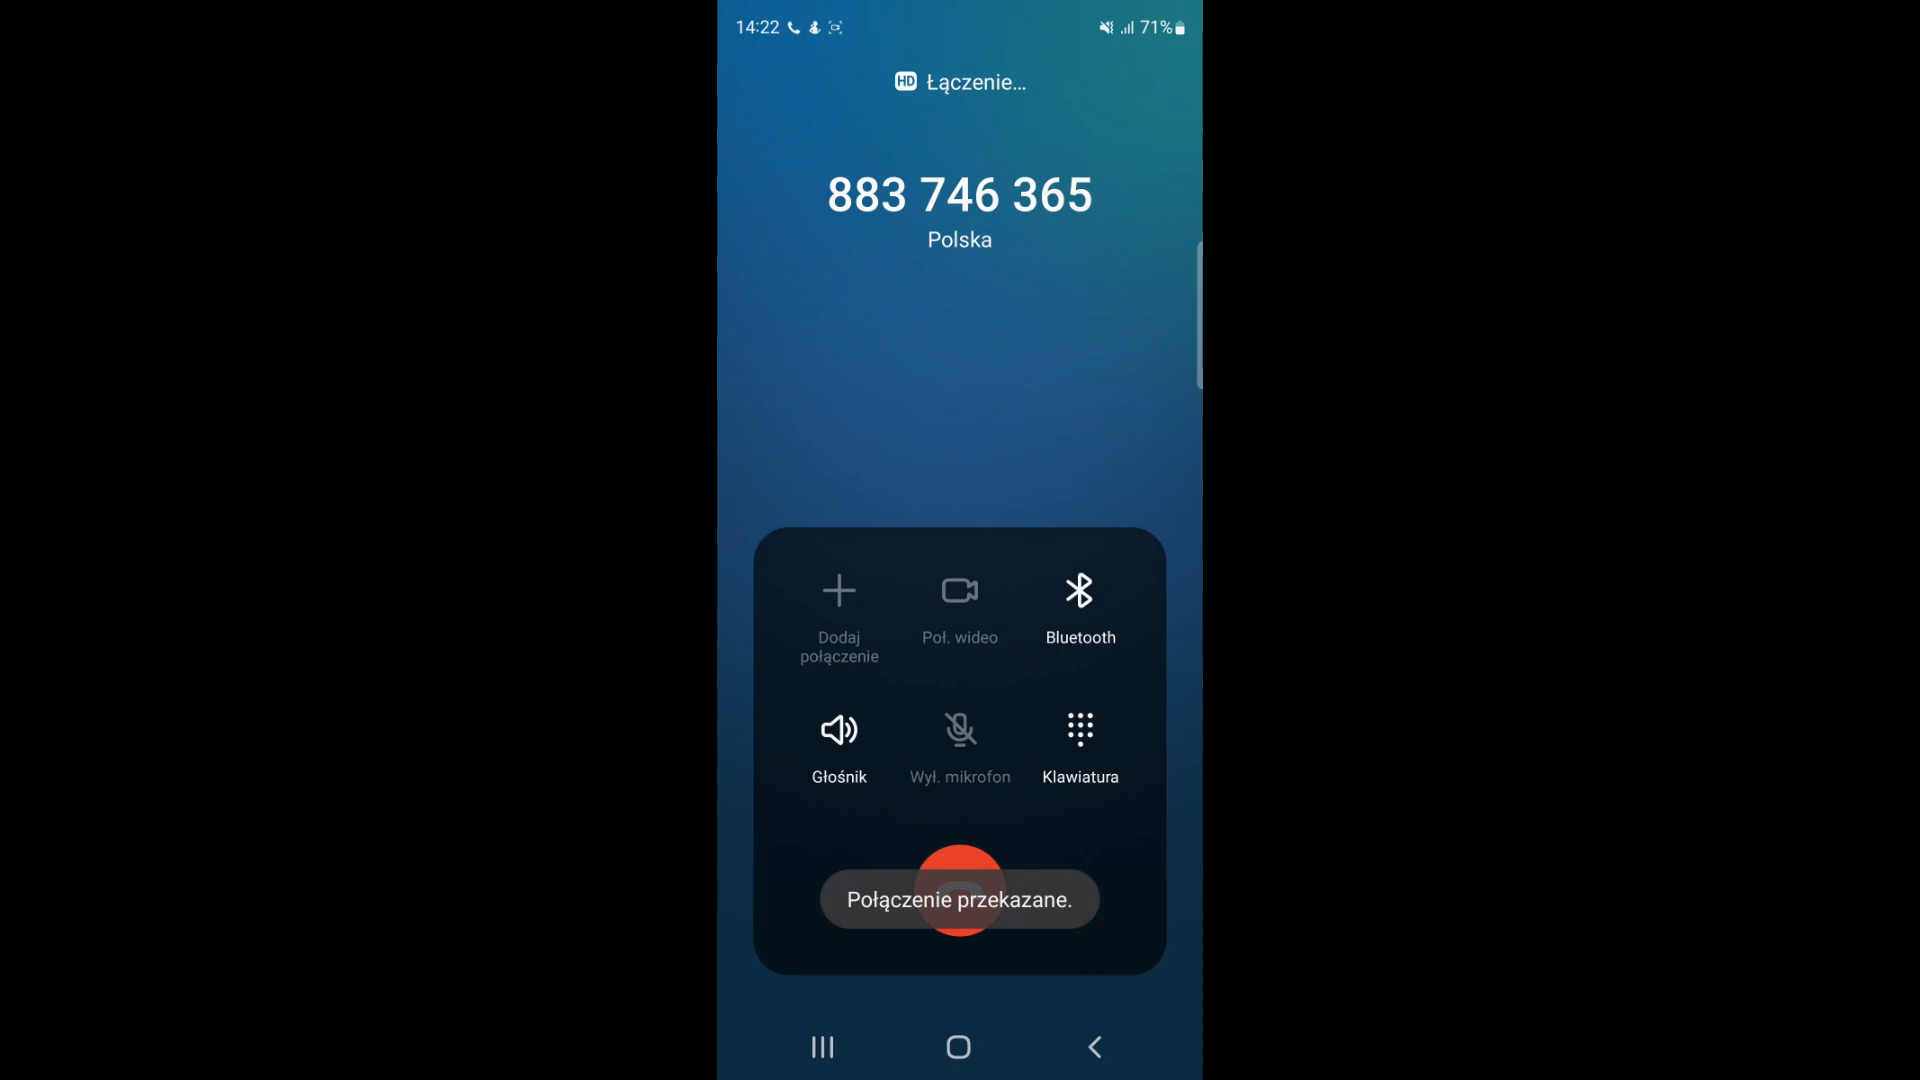 14:22
71%
HD Łączenie...
883 746 365
Polska
Dodaj
połączenie
Poł. wideo
Bluetooth
Głośnik
Wył. mikrofon
Klawiatura
Połączenie przekazane.